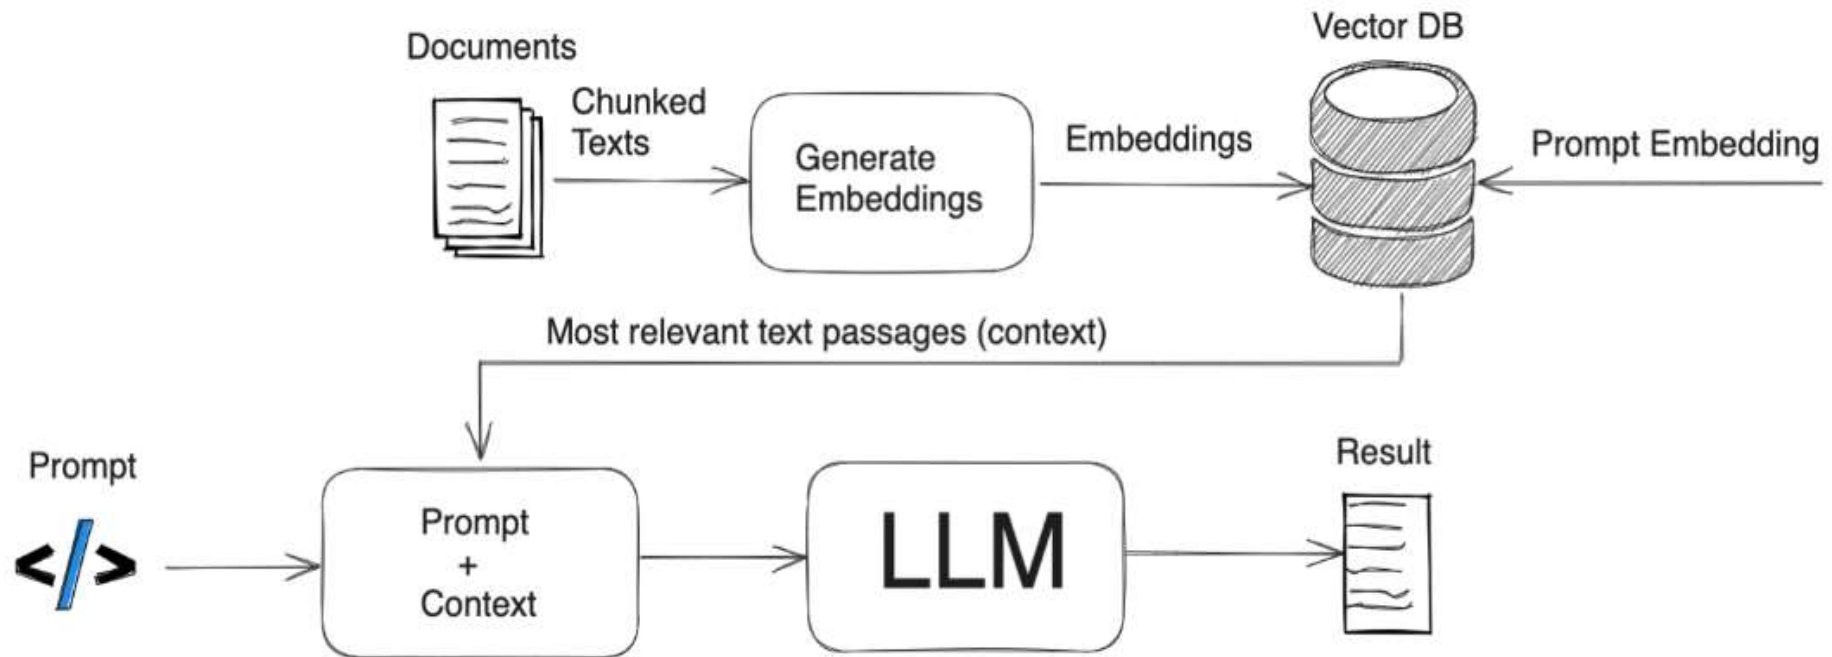 Documents
Chunked
Texts
Generate
Embeddings
Embeddings
Vector DB
Prompt Embedding
Most relevant text passages (context)
Prompt
</>
Prompt
+
Context
LLM
Result